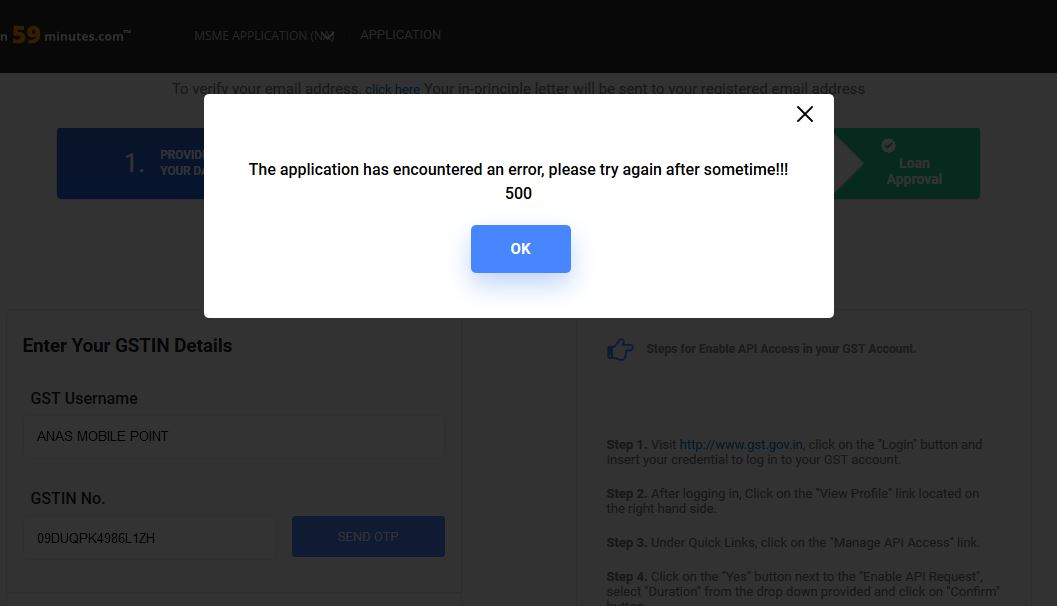 n 59 minutes.com™
MSME APPLICATION
APPLICATION
To verify your email address, click here Your in-principle letter will be sent to your registered email address
The application has encountered an error, please try again after sometime!!!
500
OK
1. PROVID
YOUR DA
Loan
Approval
Enter Your GSTIN Details
GST Username
ANAS MOBILE POINT
GSTIN No.
09DUQPK4986L1ZH
SEND OTP
Steps for Enable API Access in your GST Account.
Step 1. Visit http://www.gst.gov.in, click on the "Login" button and
Insert your credential to log in to your GST account.
Step 2. After logging in, Click on the "View Profile" link located on
the right hand side.
Step 3. Under Quick Links, click on the "Manage API Access" link.
Step 4. Click on the "Yes" button next to the "Enable API Request",
select "Duration" from the drop down provided and click on "Confirm"